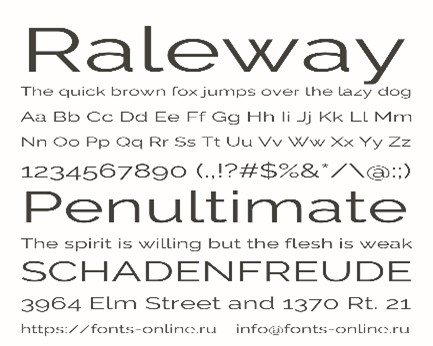 Raleway
The quick brown fox jumps over the lazy dog
Aa Bb Cc Dd Ee Ff Gg Hh Ii Jj Kk Ll Mm
Nn Oo Pp Qq Rr Ss Tt Uu Vv Ww Xx Yy Zz
1234567890 (.,!?#$%&*/\@:;)
Penultimate
The spirit is willing but the flesh is weak
SCHADENFREUDE
3964 Elm Street and 1370 Rt. 21
https://fonts-online.ru info@fonts-online.ru